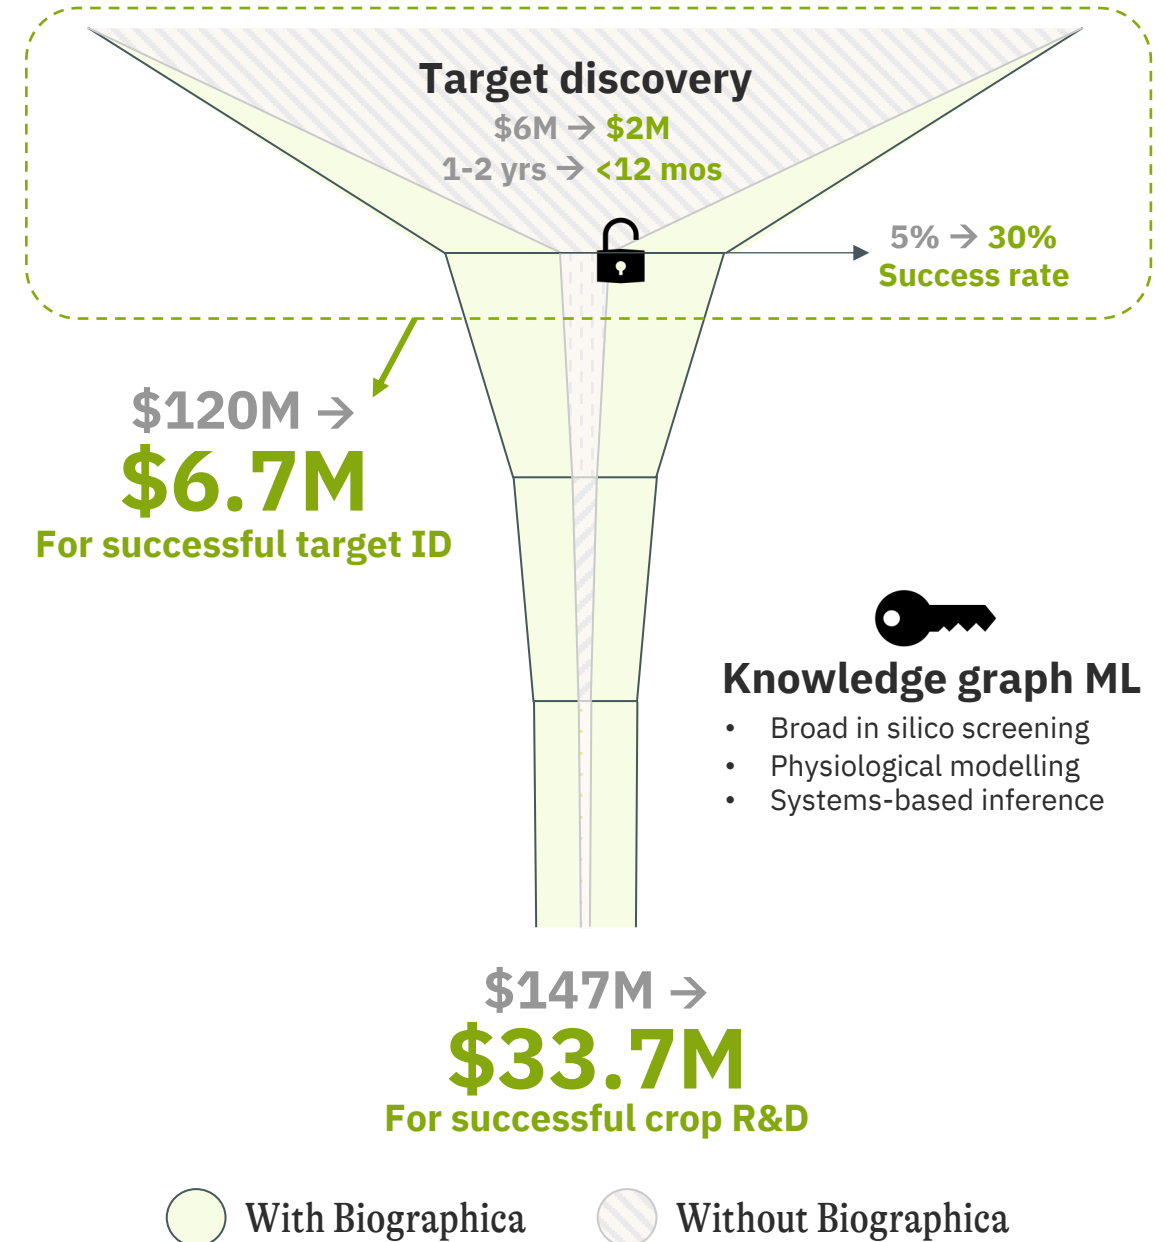 Target discovery
$6M → $2M
1-2 yrs → <12 mos
5% → 30%
Success rate
$120M →
$6.7M
For successful target ID
Knowledge graph ML
• Broad in silico screening
• Physiological modelling
• Systems-based inference
$147M →
$33.7M
For successful crop R&D
With Biographica
Without Biographica